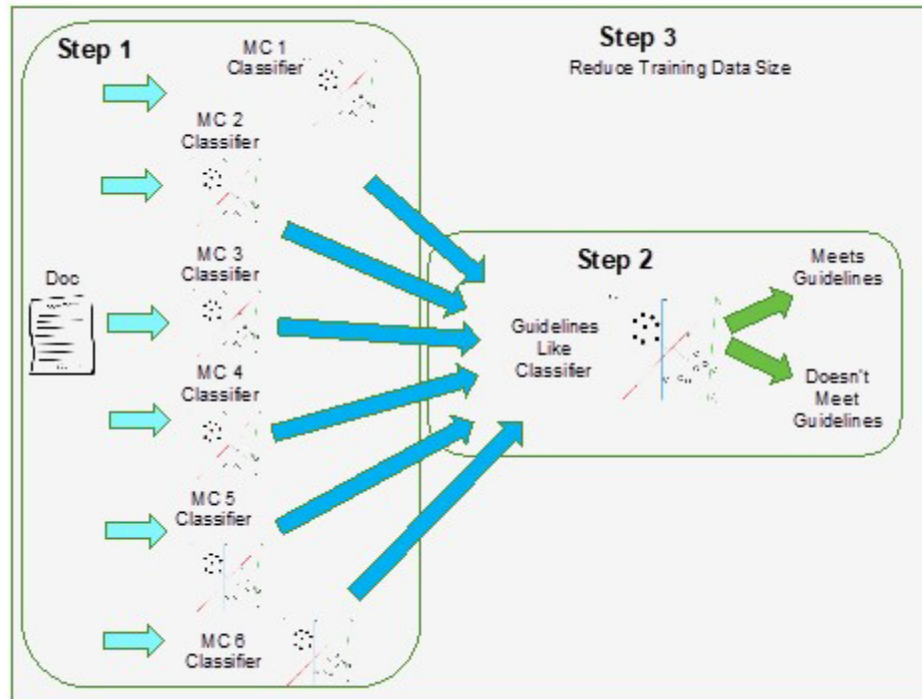 Step 1
MC 1
Classifier
MC 2
Classifier
MC 3
Classifier
Doc
MC 4
Classifier
MC 5
Classifier
MC 6
Classifier
Step 3
Reduce Training Data Size
Step 2
Guidelines
Like
Classifier
Meets
Guidelines
Doesn't
Meet
Guidelines